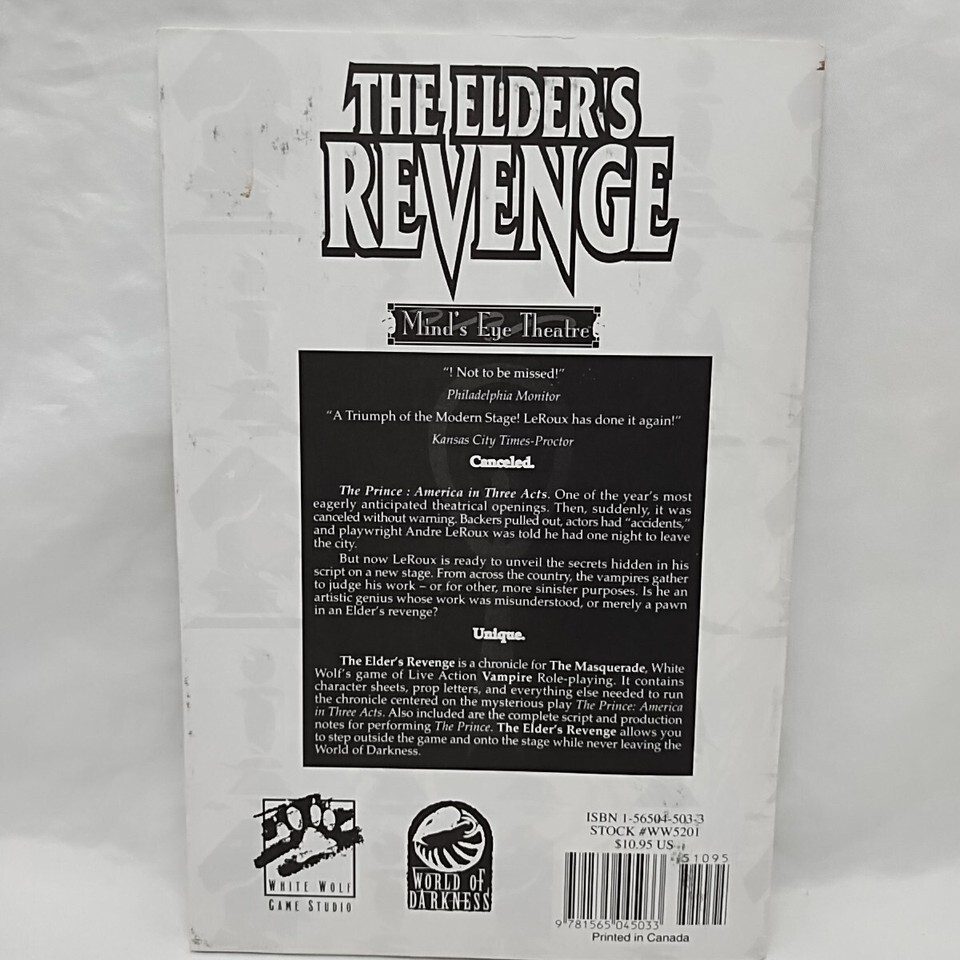 THE ELDER'S
REVENGE
Mind's Eye Theatre
"! Not to be missed!"
Philadelphia Monitor
"A Triumph of the Modern Stage! LeRoux has done it again!"
Kansas City Times-Proctor
Canceled.
The Prince : America in Three Acts. One of the year's most
eagerly anticipated theatrical openings. Then, suddenly, it was
canceled without warning. Backers pulled out, actors had "accidents,"
and playwright Andre LeRoux was told he had one night to leave
the city.
But now LeRoux is ready to unveil the secrets hidden in his
script on a new stage. From across the country, the vampires gather
to judge his work – or for other, more sinister purposes. Is he an
artistic genius whose work was misunderstood, or merely a pawn
in an Elder's revenge?
Unique.
The Elder's Revenge is a chronicle for The Masquerade, White
Wolf's game of Live Action Vampire Role-playing. It contains
character sheets, prop letters, and everything else needed to run
the chronicle centered on the mysterious play The Prince: America
in Three Acts. Also included are the complete script and production
notes for performing The Prince. The Elder's Revenge allows you
to step outside the game and onto the stage while never leaving the
World of Darkness.
WHITE WOLF
GAME STUDIO
WORLD OF
DARKNESS
ISBN 1-56504-503-3
STOCK #WW5201
$10.95 US
51095
9 781565 045033
Printed in Canada